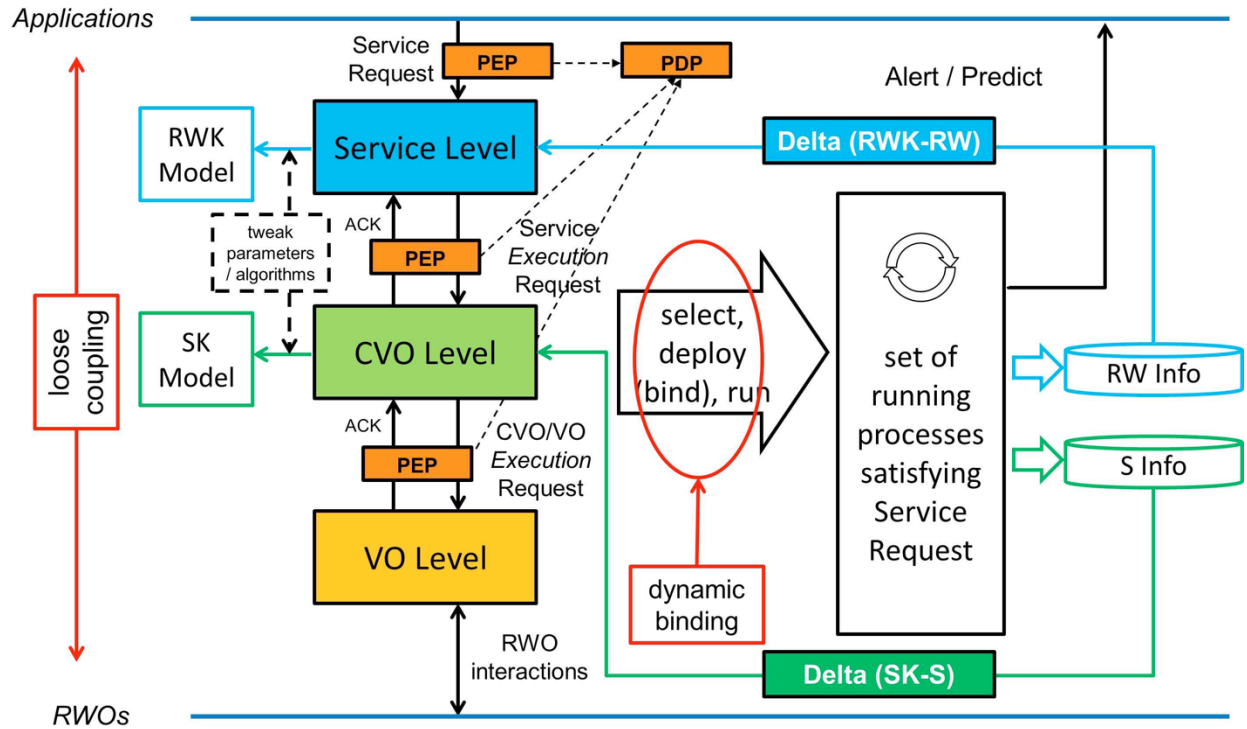 Applications
Service
Request
PEP
PDP
Alert / Predict
RWK
Model
Service Level
Delta (RWK-RW)
tweak
parameters
/ algorithms
ACK
PEP
Service
Execution
Request
loose
coupling
SK
Model
CVO Level
select,
deploy
(bind), run
set of
running
processes
satisfying
Service
Request
RW Info
S Info
ACK
PEP
CVO/VO
Execution
Request
VO Level
dynamic
binding
RWO
interactions
Delta (SK-S)
RWOs